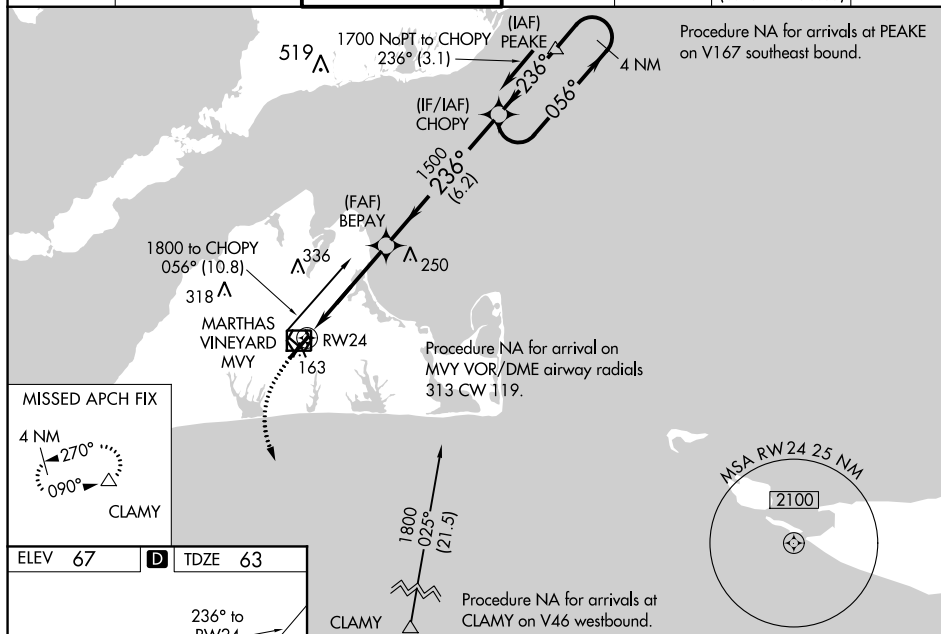 (IAF)
PEAKE
1700 NoPT to CHOPY
236° (3.1)
Procedure NA for arrivals at PEAKE
on V167 southeast bound.
519
4 NM
236°
056°
(IF/IAF)
CHOPY
1500
236°
(6.2)
(FAF)
BEPAY
1800 to CHOPY
056° (10.8)
336
250
318
MARTHAS
VINEYARD
MVY
RW24
163
Procedure NA for arrival on
MVY VOR/DME airway radials
313 CW 119.
MISSED APCH FIX
4 NM
270°
090°
CLAMY
MSA RW24 25 NM
2100
1800
025°
(21.5)
ELEV 67
D
TDZE 63
236° to
CLAMY
Procedure NA for arrivals at
CLAMY on V46 westbound.